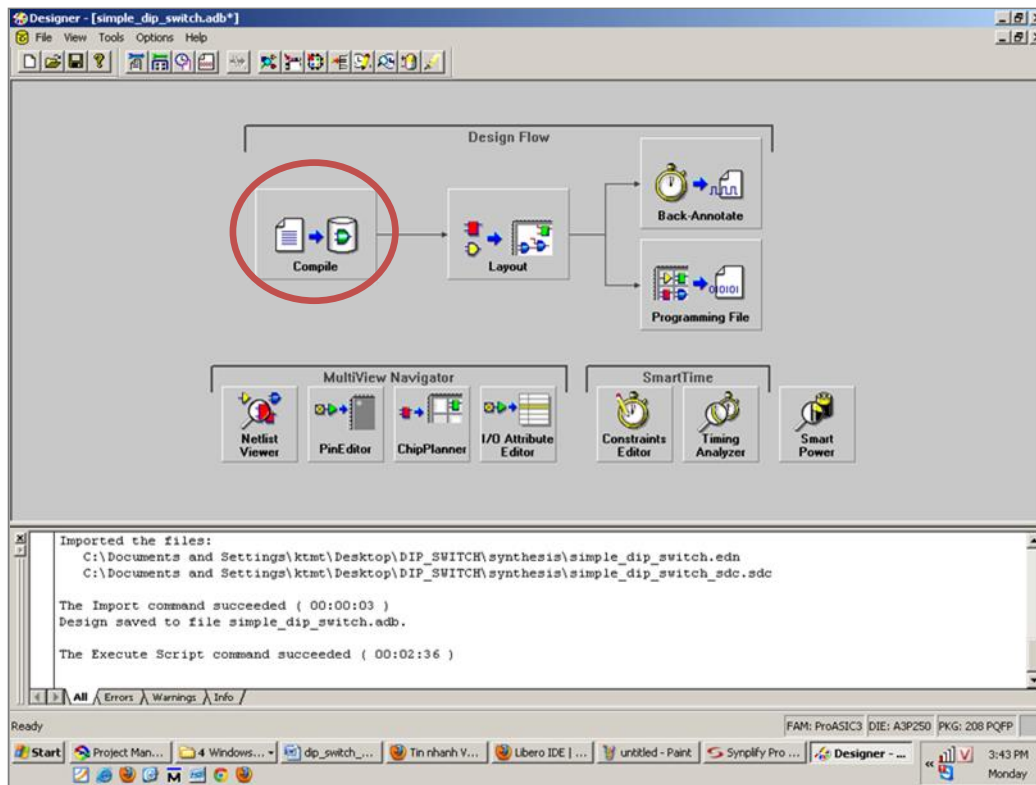 Designer - [simple_dip_switch.adb*]
File View Tools Options Help
Design Flow
Compile
Layout
Back-Annotate
Programming File
MultiView Navigator
SmartTime
Netlist Viewer
PinEditor
ChipPlanner
I/O Attribute Editor
Constraints Editor
Timing Analyzer
Smart Power
Imported the files:
C:\Documents and Settings\ktmt\Desktop\DIP_SWITCH\synthesis\simple_dip_switch.edn
C:\Documents and Settings\ktmt\Desktop\DIP_SWITCH\synthesis\simple_dip_switch_sdc.sdc
The Import command succeeded ( 00:00:03 )
Design saved to file simple_dip_switch.adb.
The Execute Script command succeeded ( 00:02:36 )
All Errors Warnings Info
Ready
FAM: ProASIC3 DIE: A3P250 PKG: 208 PQFP
Start Project Man... 4 Windows... dip_switch_... Tin nhanh V... Libero IDE | ... untitled - Paint Synplify Pro ... Designer - ... 3:43 PM
Monday